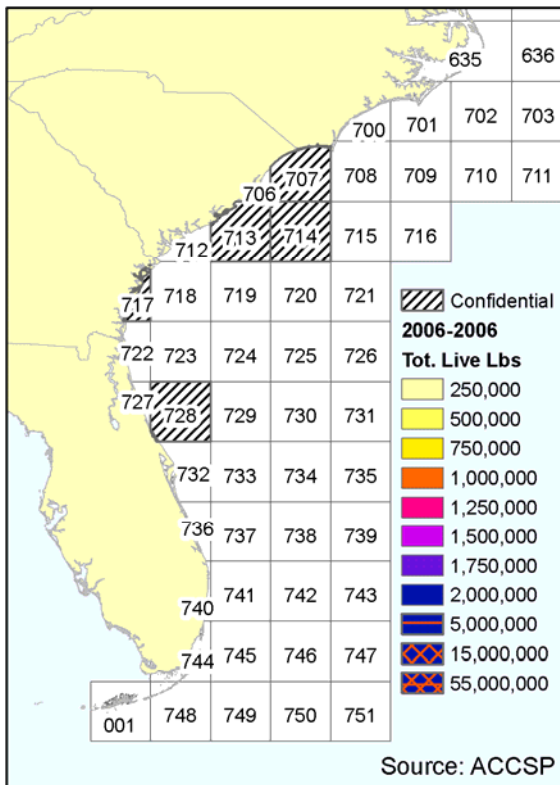 635 636
700 701 702 703
706 707 708 709 710 711
712 713 714 715 716
717 718 719 720 721
722 723 724 725 726
727 728 729 730 731
732 733 734 735
736 737 738 739
740 741 742 743
744 745 746 747
001 748 749 750 751
Confidential
2006-2006
Tot. Live Lbs
250,000
500,000
750,000
1,000,000
1,250,000
1,500,000
1,750,000
2,000,000
5,000,000
15,000,000
55,000,000
Source: ACCSP